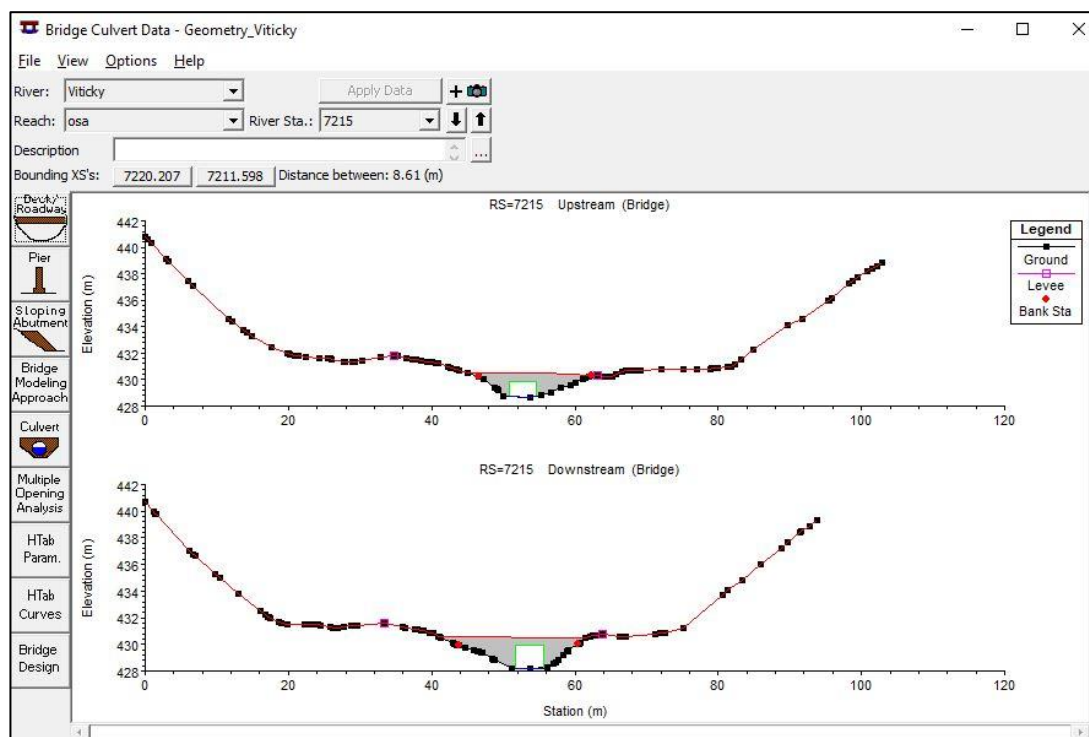 Bridge Culvert Data - Geometry_Viticky
File View Options Help
River: Viticky Apply Data +
Reach: osa River Sta.: 7215
Description ...
Bounding XS's: 7220.207 7211.598 Distance between: 8.61 (m)
Deck/
Roadway
Pier
Sloping
Abutment
Bridge
Modeling
Approach
Culvert
Multiple
Opening
Analysis
HTab
Param.
HTab
Curves
Bridge
Design
RS=7215 Upstream (Bridge)
Elevation (m)
442
440
438
436
434
432
430
428
0 20 40 60 80 100 120
Legend
Ground
Levee
Bank Sta
RS=7215 Downstream (Bridge)
Elevation (m)
442
440
438
436
434
432
430
428
0 20 40 60 80 100 120
Station (m)